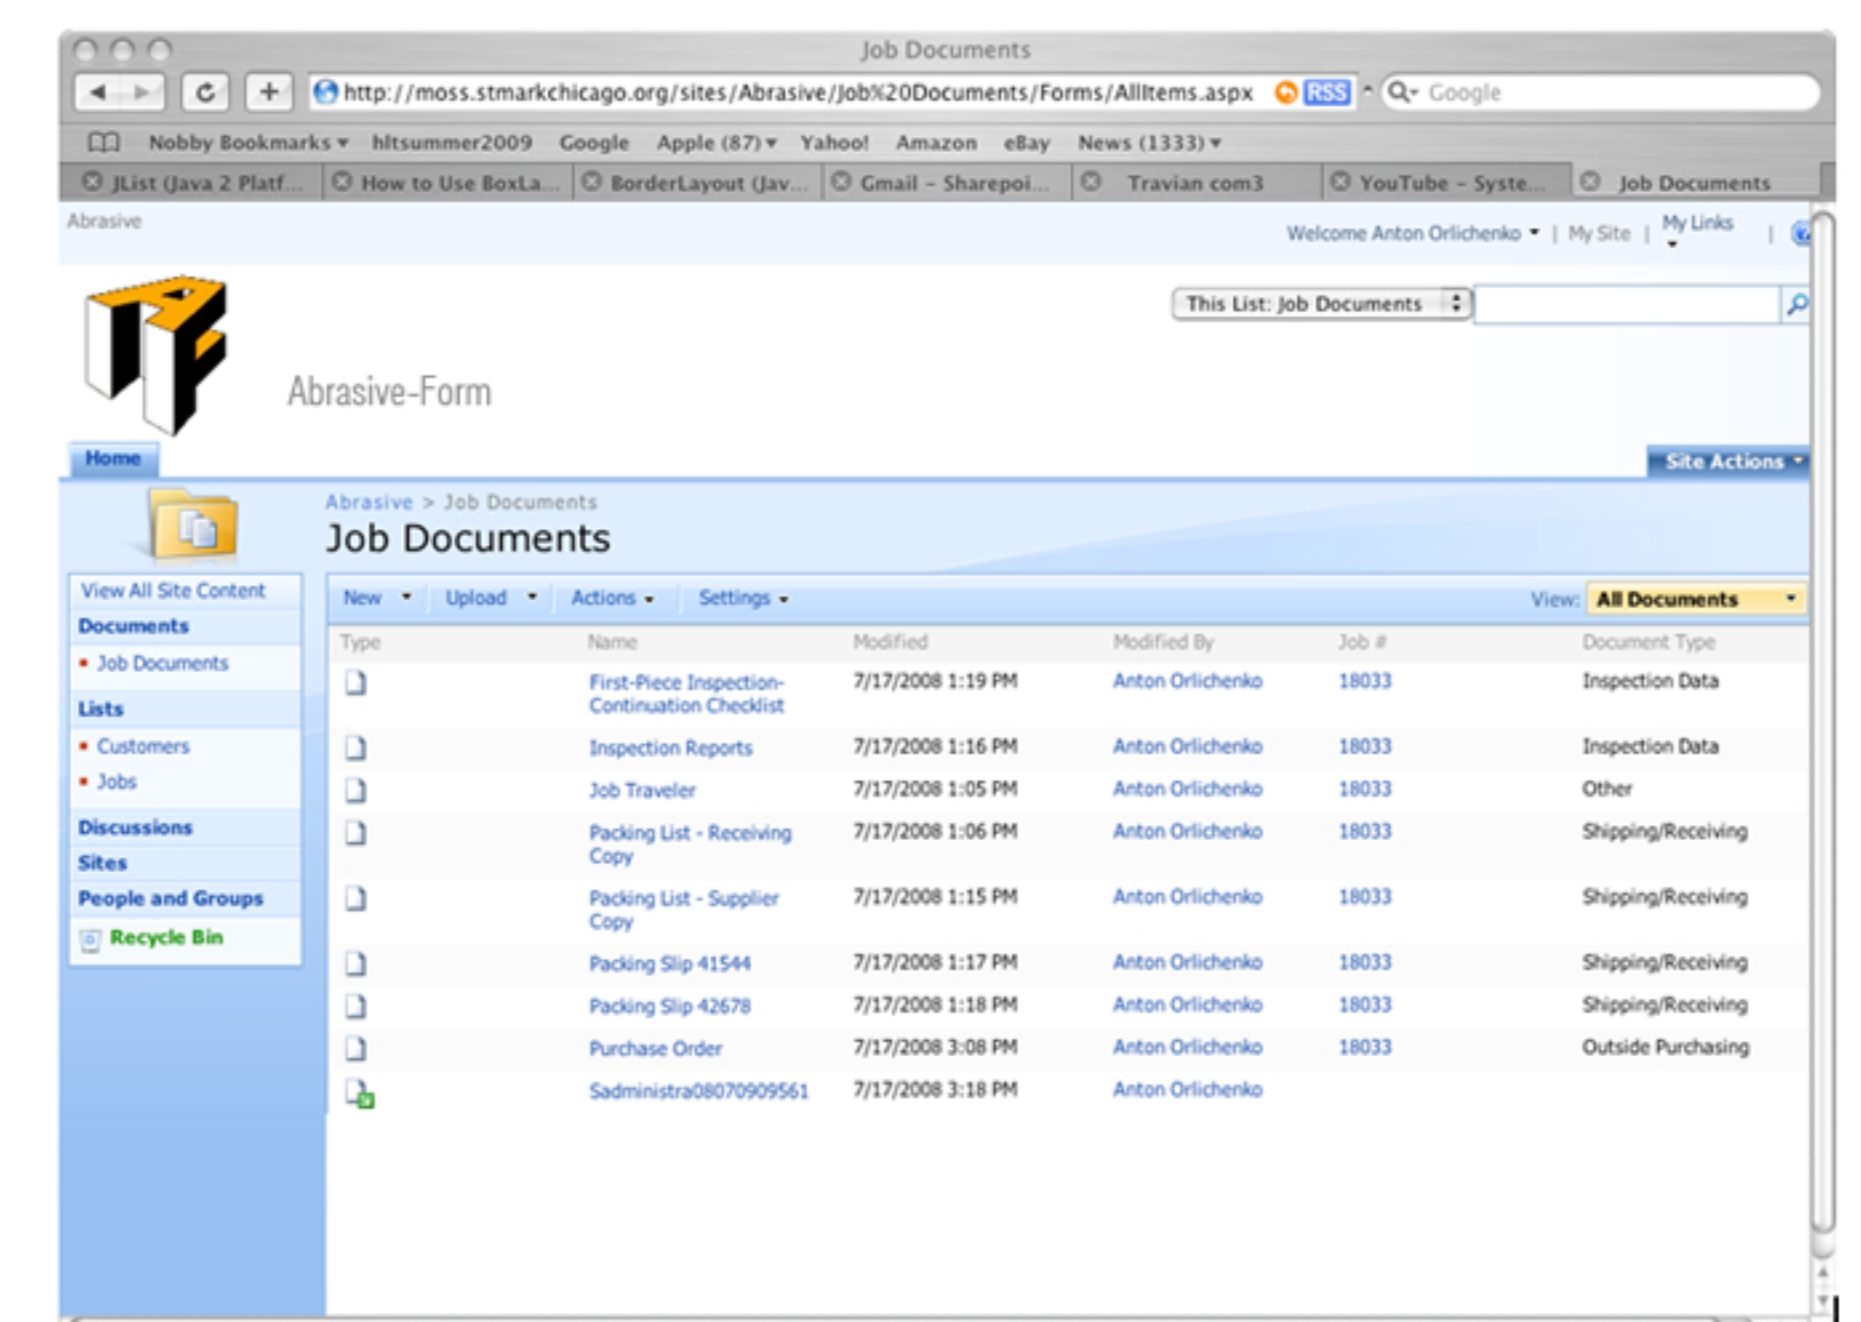 Job Documents
http://moss.stmarkchicago.org/sites/Abrasive/Job%20Documents/Forms/AllItems.aspx RSS Google
Nobby Bookmarks hltsummer2009 Google Apple (87) Yahoo! Amazon eBay News (1333)
JList (Java 2 Platf... How to Use BoxLa... BorderLayout (Jav... Gmail – Sharepoi... Travian com3 YouTube – Syste... Job Documents
Abrasive
Welcome Anton Orlichenko | My Site | My Links |
This List: Job Documents
AF
Abrasive-Form
Home
Site Actions
Abrasive > Job Documents
Job Documents
View All Site Content
Documents
Job Documents
Lists
Customers
Jobs
Discussions
Sites
People and Groups
Recycle Bin
New Upload Actions Settings View: All Documents
Type Name Modified Modified By Job # Document Type
First-Piece Inspection- 7/17/2008 1:19 PM Anton Orlichenko 18033 Inspection Data
Continuation Checklist
Inspection Reports 7/17/2008 1:16 PM Anton Orlichenko 18033 Inspection Data
Job Traveler 7/17/2008 1:05 PM Anton Orlichenko 18033 Other
Packing List - Receiving 7/17/2008 1:06 PM Anton Orlichenko 18033 Shipping/Receiving
Copy
Packing List - Supplier 7/17/2008 1:15 PM Anton Orlichenko 18033 Shipping/Receiving
Copy
Packing Slip 41544 7/17/2008 1:17 PM Anton Orlichenko 18033 Shipping/Receiving
Packing Slip 42678 7/17/2008 1:18 PM Anton Orlichenko 18033 Shipping/Receiving
Purchase Order 7/17/2008 3:08 PM Anton Orlichenko 18033 Outside Purchasing
Sadministra08070909561 7/17/2008 3:18 PM Anton Orlichenko